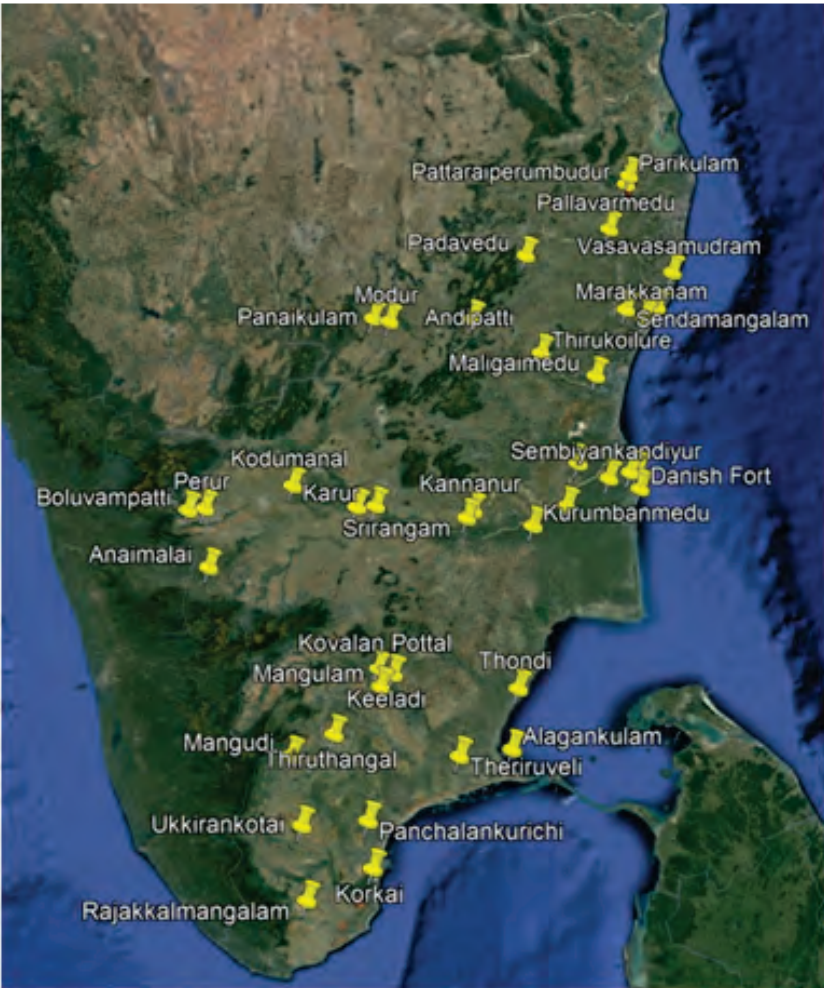 Parikulam
Pattaraiperumbudur
Pallavarmedu
Padavedu
Vasavasamudram
Modur
Marakkanam
Panaikulam
Andipatti
Sendamangalam
Thirukoilure
Maligaimedu
Sembiyankandiyur
Kodumanal
Danish Fort
Perur
Kannanur
Boluvampatti
Karur
Kurumbanmedu
Srirangam
Anaimalai
Kovalan Pottal
Thondi
Mangulam
Keeladi
Alagankulam
Mangudi
Thiruthangal
Theriruveli
Ukkirankotai
Panchalankurichi
Korkai
Rajakkalmangalam